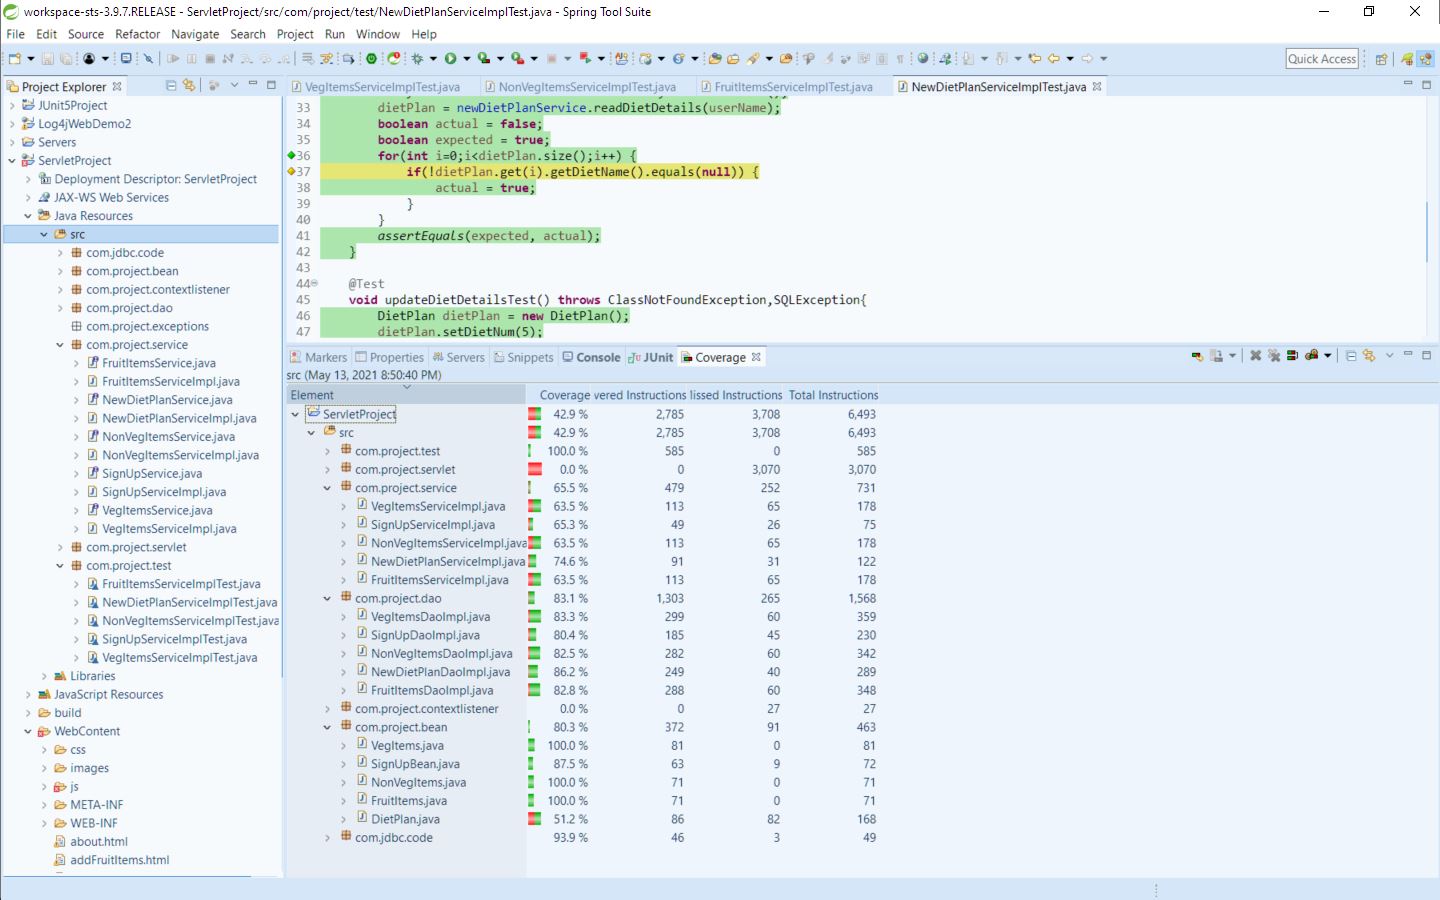 workspace-sts-3.9.7.RELEASE - ServletProject/src/com/project/test/NewDietPlanServiceImplTest.java - Spring Tool Suite
File Edit Source Refactor Navigate Search Project Run Window Help
Quick Access
Project Explorer
JUnit5Project
Log4jWebDemo2
Servers
ServletProject
Deployment Descriptor: ServletProject
JAX-WS Web Services
Java Resources
src
com.jdbc.code
com.project.bean
com.project.contextlistener
com.project.dao
com.project.exceptions
com.project.service
FruitItemsService.java
FruitItemsServiceImpl.java
NewDietPlanService.java
NewDietPlanServiceImpl.java
NonVegItemsService.java
NonVegItemsServiceImpl.java
SignUpService.java
SignUpServiceImpl.java
VegItemsService.java
VegItemsServiceImpl.java
com.project.servlet
com.project.test
FruitItemsServiceImplTest.java
NewDietPlanServiceImplTest.java
NonVegItemsServiceImplTest.java
SignUpServiceImplTest.java
VegItemsServiceImplTest.java
Libraries
JavaScript Resources
build
WebContent
css
images
js
META-INF
WEB-INF
about.html
addFruitItems.html
VegItemsServiceImplTest.java NonVegItemsServiceImplTest.java FruitItemsServiceImplTest.java NewDietPlanServiceImplTest.java
33 dietPlan = newDietPlanService.readDietDetails(userName);
34 boolean actual = false;
35 boolean expected = true;
36 for(int i=0;i<dietPlan.size();i++) {
37 if(!dietPlan.get(i).getDietName().equals(null)) {
38 actual = true;
39 }
40 }
41 assertEquals(expected, actual);
42 }
43
44 @Test
45 void updateDietDetailsTest() throws ClassNotFoundException,SQLException{
46 DietPlan dietPlan = new DietPlan();
47 dietPlan.setDietNum(5);
Markers Properties Servers Snippets Console JUnit Coverage
src (May 13, 2021 8:50:40 PM)
Element Coverage vered Instructions lissed Instructions Total Instructions
ServletProject 42.9 % 2,785 3,708 6,493
src 42.9 % 2,785 3,708 6,493
com.project.test 100.0 % 585 0 585
com.project.servlet 0.0 % 0 3,070 3,070
com.project.service 65.5 % 479 252 731
VegItemsServiceImpl.java 63.5 % 113 65 178
SignUpServiceImpl.java 65.3 % 49 26 75
NonVegItemsServiceImpl.java 63.5 % 113 65 178
NewDietPlanServiceImpl.java 74.6 % 91 31 122
FruitItemsServiceImpl.java 63.5 % 113 65 178
com.project.dao 83.1 % 1,303 265 1,568
VegItemsDaoImpl.java 83.3 % 299 60 359
SignUpDaoImpl.java 80.4 % 185 45 230
NonVegItemsDaoImpl.java 82.5 % 282 60 342
NewDietPlanDaoImpl.java 86.2 % 249 40 289
FruitItemsDaoImpl.java 82.8 % 288 60 348
com.project.contextlistener 0.0 % 0 27 27
com.project.bean 80.3 % 372 91 463
VegItems.java 100.0 % 81 0 81
SignUpBean.java 87.5 % 63 9 72
NonVegItems.java 100.0 % 71 0 71
FruitItems.java 100.0 % 71 0 71
DietPlan.java 51.2 % 86 82 168
com.jdbc.code 93.9 % 46 3 49